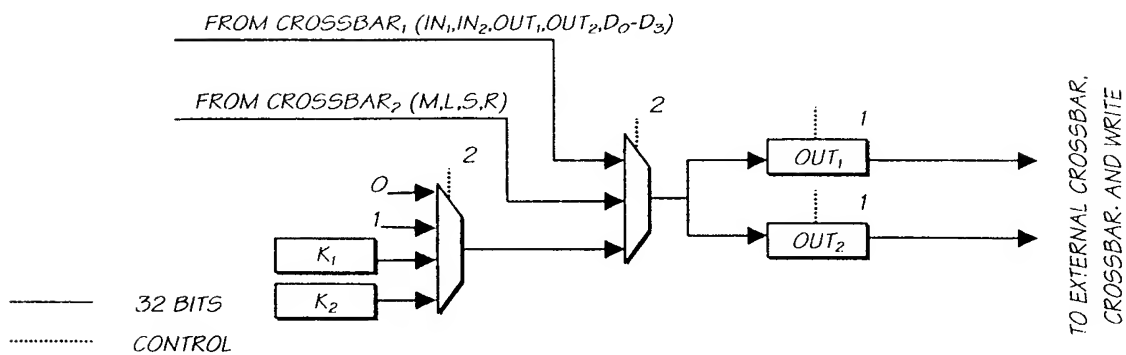 FROM CROSSBAR₁ (IN₁,IN₂,OUT₁,OUT₂,D₀-D₃)
FROM CROSSBAR₂ (M,L,S,R)
2
2
0
1
K₁
K₂
1
OUT₁
1
OUT₂
TO EXTERNAL CROSSBAR,
CROSSBAR. AND WRITE
32 BITS
CONTROL